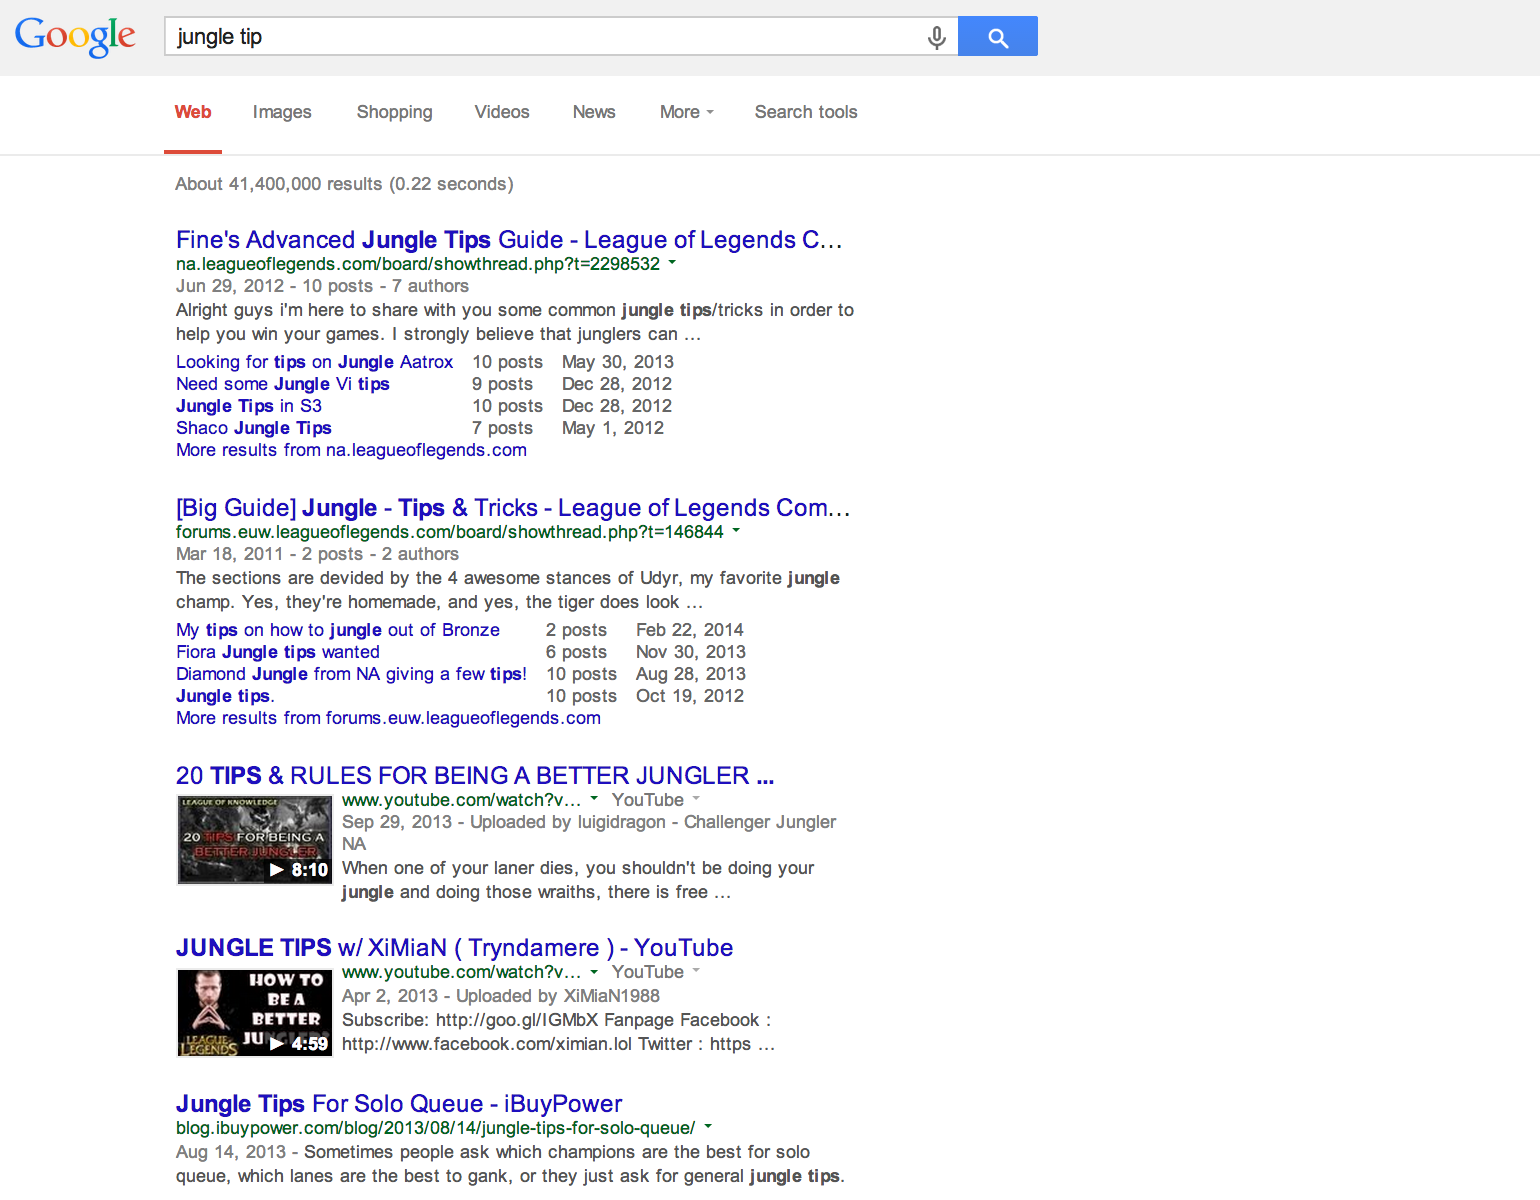 Google
jungle tip
Web Images Shopping Videos News More Search tools
About 41,400,000 results (0.22 seconds)
Fine's Advanced Jungle Tips Guide - League of Legends C...
na.leagueoflegends.com/board/showthread.php?t=2298532
Jun 29, 2012 - 10 posts - 7 authors
Alright guys i'm here to share with you some common jungle tips/tricks in order to
help you win your games. I strongly believe that junglers can ...
Looking for tips on Jungle Aatrox 10 posts May 30, 2013
Need some Jungle Vi tips 9 posts Dec 28, 2012
Jungle Tips in S3 10 posts Dec 28, 2012
Shaco Jungle Tips 7 posts May 1, 2012
More results from na.leagueoflegends.com
[Big Guide] Jungle - Tips & Tricks - League of Legends Com...
forums.euw.leagueoflegends.com/board/showthread.php?t=146844
Mar 18, 2011 - 2 posts - 2 authors
The sections are devided by the 4 awesome stances of Udyr, my favorite jungle
champ. Yes, they're homemade, and yes, the tiger does look ...
My tips on how to jungle out of Bronze 2 posts Feb 22, 2014
Fiora Jungle tips wanted 6 posts Nov 30, 2013
Diamond Jungle from NA giving a few tips! 10 posts Aug 28, 2013
Jungle tips. 10 posts Oct 19, 2012
More results from forums.euw.leagueoflegends.com
20 TIPS & RULES FOR BEING A BETTER JUNGLER ...
LEAGUE OF KNOWLEDGE
20 TIPS FOR BEING A
BETTER JUNGLER
8:10
www.youtube.com/watch?v... YouTube
Sep 29, 2013 - Uploaded by luigidragon - Challenger Jungler
NA
When one of your laner dies, you shouldn't be doing your
jungle and doing those wraiths, there is free ...
JUNGLE TIPS w/ XiMiaN ( Tryndamere ) - YouTube
HOW TO
BE A
BETTER
JUNGLER?
LEAGUE OF
LEGENDS
4:59
www.youtube.com/watch?v... YouTube
Apr 2, 2013 - Uploaded by XiMiaN1988
Subscribe: http://goo.gl/IGMbX Fanpage Facebook :
http://www.facebook.com/ximian.lol Twitter : https ...
Jungle Tips For Solo Queue - iBuyPower
blog.ibuypower.com/blog/2013/08/14/jungle-tips-for-solo-queue/
Aug 14, 2013 - Sometimes people ask which champions are the best for solo
queue, which lanes are the best to gank, or they just ask for general jungle tips.